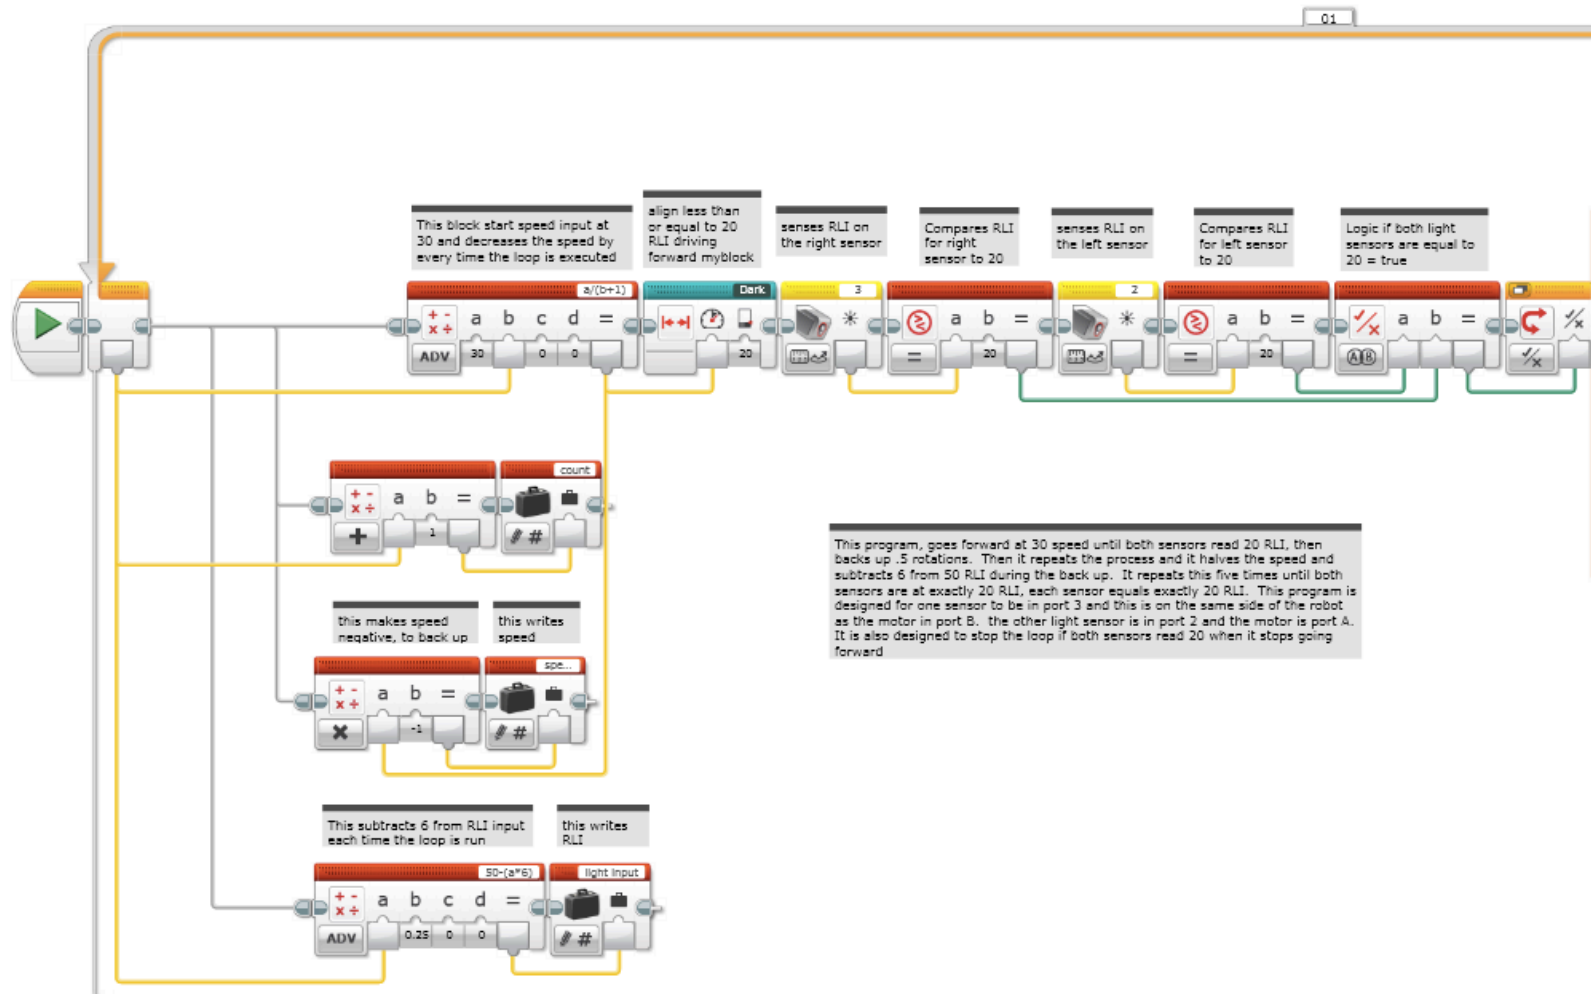 01
This block start speed input at
30 and decreases the speed by
every time the loop is executed
align less than
or equal to 20
RLI driving
forward myblock
senses RLI on
the right sensor
Compares RLI
for right
sensor to 20
senses RLI on
the left sensor
Compares RLI
for left sensor
to 20
Logic if both light
sensors are equal to
20 = true
a/(b+1)
Dark
3
2
a b c d =
a b =
a b =
a b =
ADV 30 0 0
20
= 20
= 20
A B
count
a b =
+ 1
#
This program, goes forward at 30 speed until both sensors read 20 RLI, then
backs up .5 rotations. Then it repeats the process and it halves the speed and
subtracts 6 from 50 RLI during the back up. It repeats this five times until both
sensors are at exactly 20 RLI, each sensor equals exactly 20 RLI. This program is
designed for one sensor to be in port 3 and this is on the same side of the robot
as the motor in port B. the other light sensor is in port 2 and the motor is port A.
It is also designed to stop the loop if both sensors read 20 when it stops going
forward
this makes speed
negative, to back up
this writes
speed
spe...
a b =
-1
#
This subtracts 6 from RLI input
each time the loop is run
this writes
RLI
50-(a*6)
light input
a b c d =
ADV 0.25 0 0
#